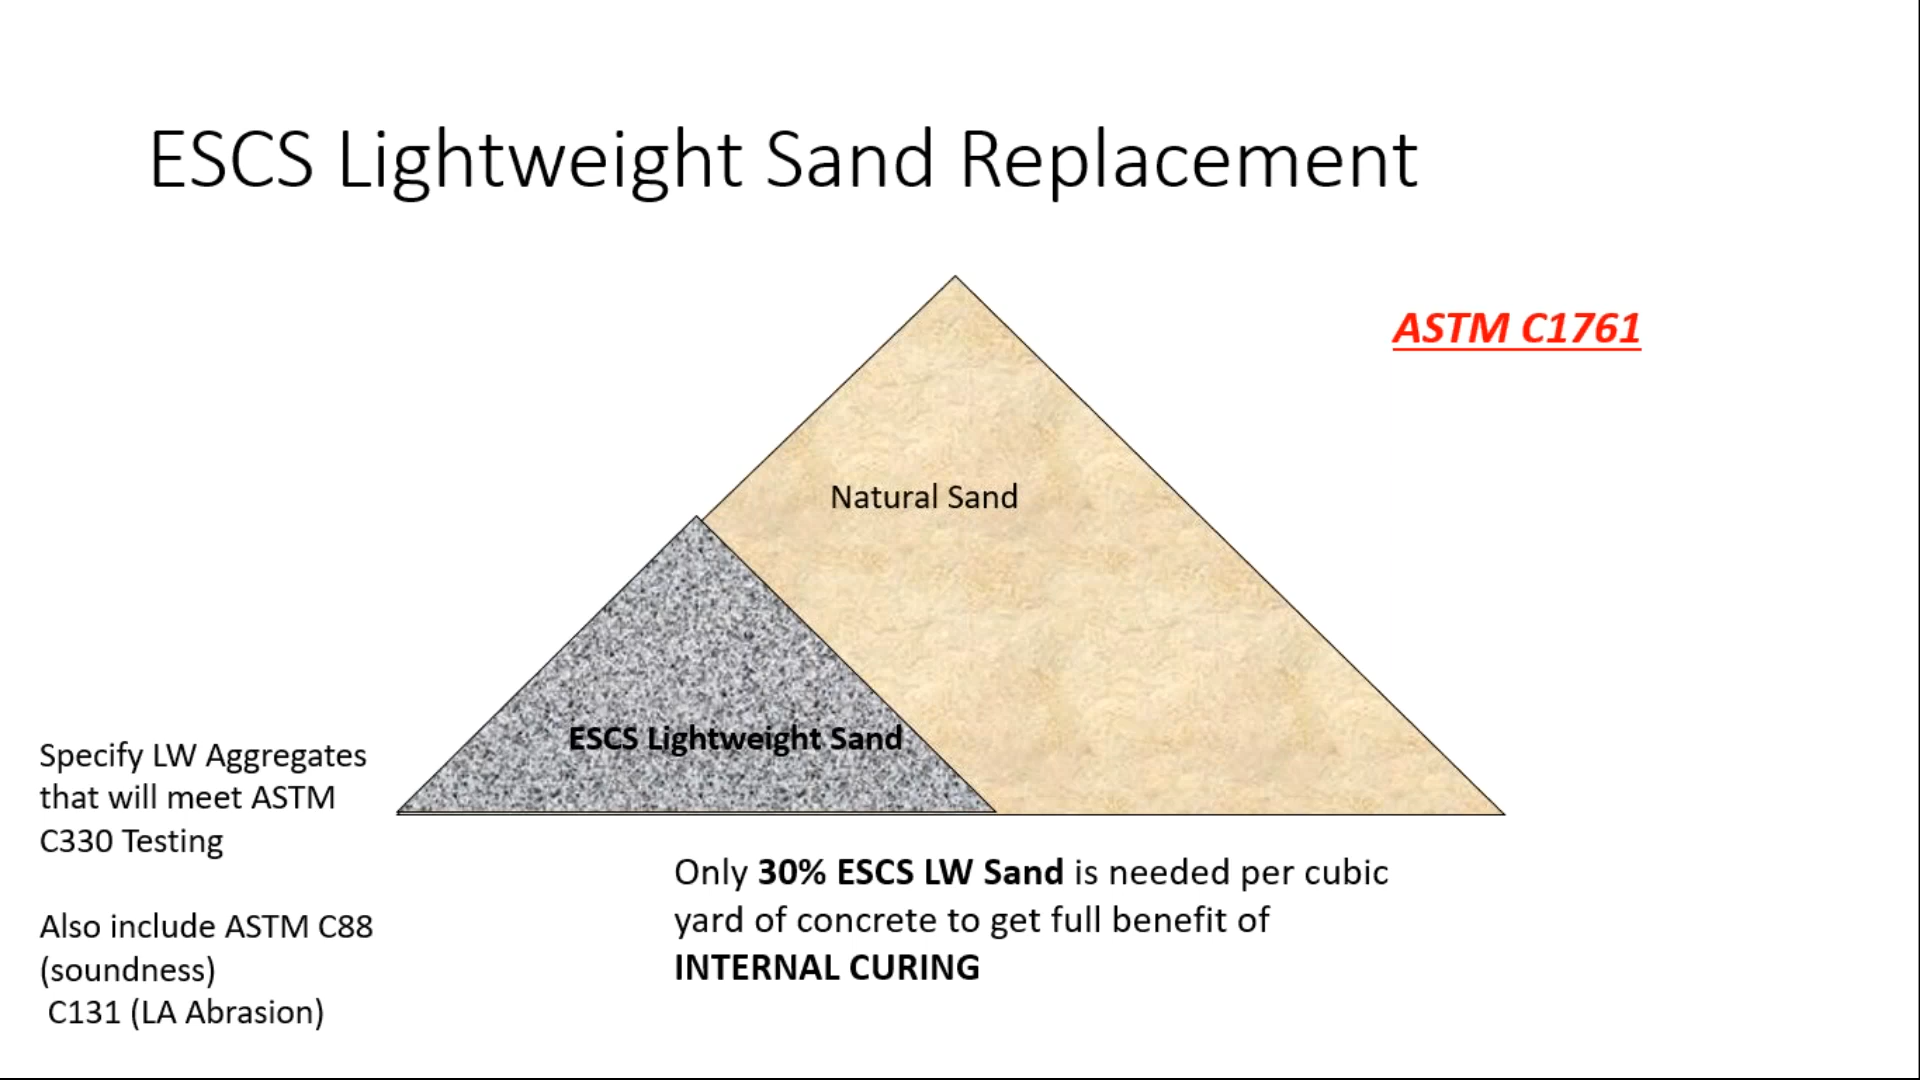 ESCS Lightweight Sand Replacement
ASTM C1761
Natural Sand
ESCS Lightweight Sand
Specify LW Aggregates
that will meet ASTM
C330 Testing
Also include ASTM C88
(soundness)
C131 (LA Abrasion)
Only 30% ESCS LW Sand is needed per cubic
yard of concrete to get full benefit of
INTERNAL CURING